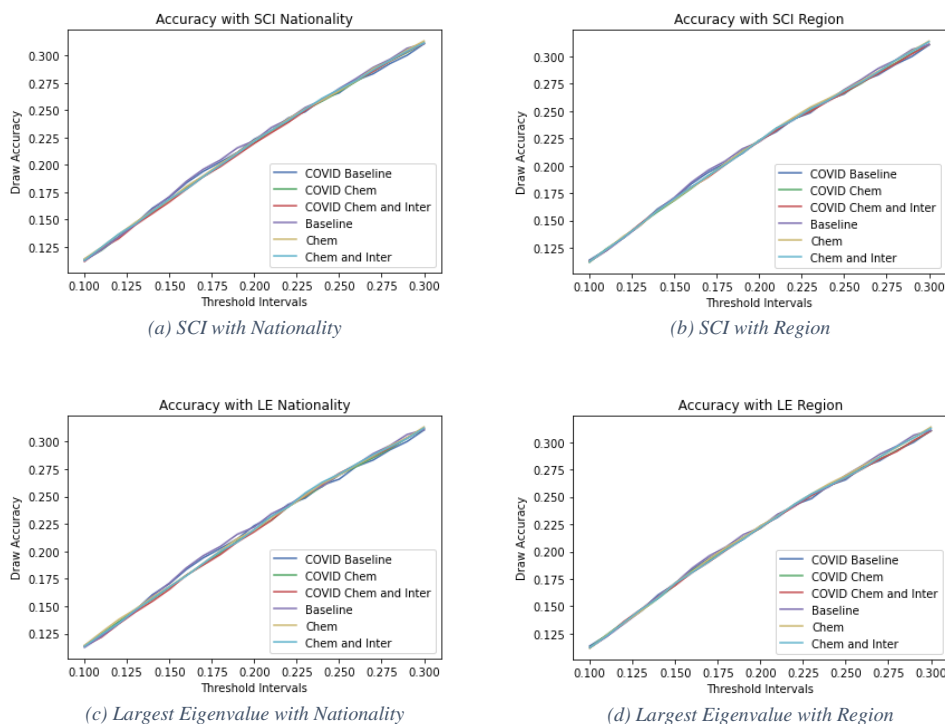 Accuracy with SCI Nationality
Draw Accuracy
0.300
0.275
0.250
0.225
0.200
0.175
0.150
0.125
COVID Baseline
COVID Chem
COVID Chem and Inter
Baseline
Chem
Chem and Inter
0.100 0.125 0.150 0.175 0.200 0.225 0.250 0.275 0.300
Threshold Intervals
(a) SCI with Nationality
Accuracy with SCI Region
Draw Accuracy
0.300
0.275
0.250
0.225
0.200
0.175
0.150
0.125
COVID Baseline
COVID Chem
COVID Chem and Inter
Baseline
Chem
Chem and Inter
0.100 0.125 0.150 0.175 0.200 0.225 0.250 0.275 0.300
Threshold Intervals
(b) SCI with Region
Accuracy with LE Nationality
Draw Accuracy
0.300
0.275
0.250
0.225
0.200
0.175
0.150
0.125
COVID Baseline
COVID Chem
COVID Chem and Inter
Baseline
Chem
Chem and Inter
0.100 0.125 0.150 0.175 0.200 0.225 0.250 0.275 0.300
Threshold Intervals
(c) Largest Eigenvalue with Nationality
Accuracy with LE Region
Draw Accuracy
0.300
0.275
0.250
0.225
0.200
0.175
0.150
0.125
COVID Baseline
COVID Chem
COVID Chem and Inter
Baseline
Chem
Chem and Inter
0.100 0.125 0.150 0.175 0.200 0.225 0.250 0.275 0.300
Threshold Intervals
(d) Largest Eigenvalue with Region